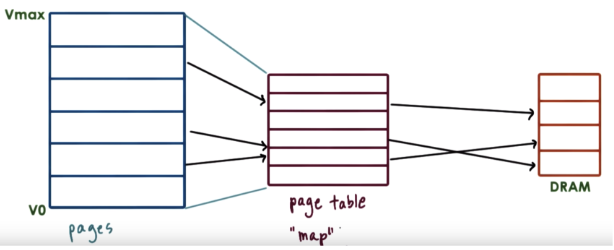 Vmax
V0
pages
page table
"map"
DRAM